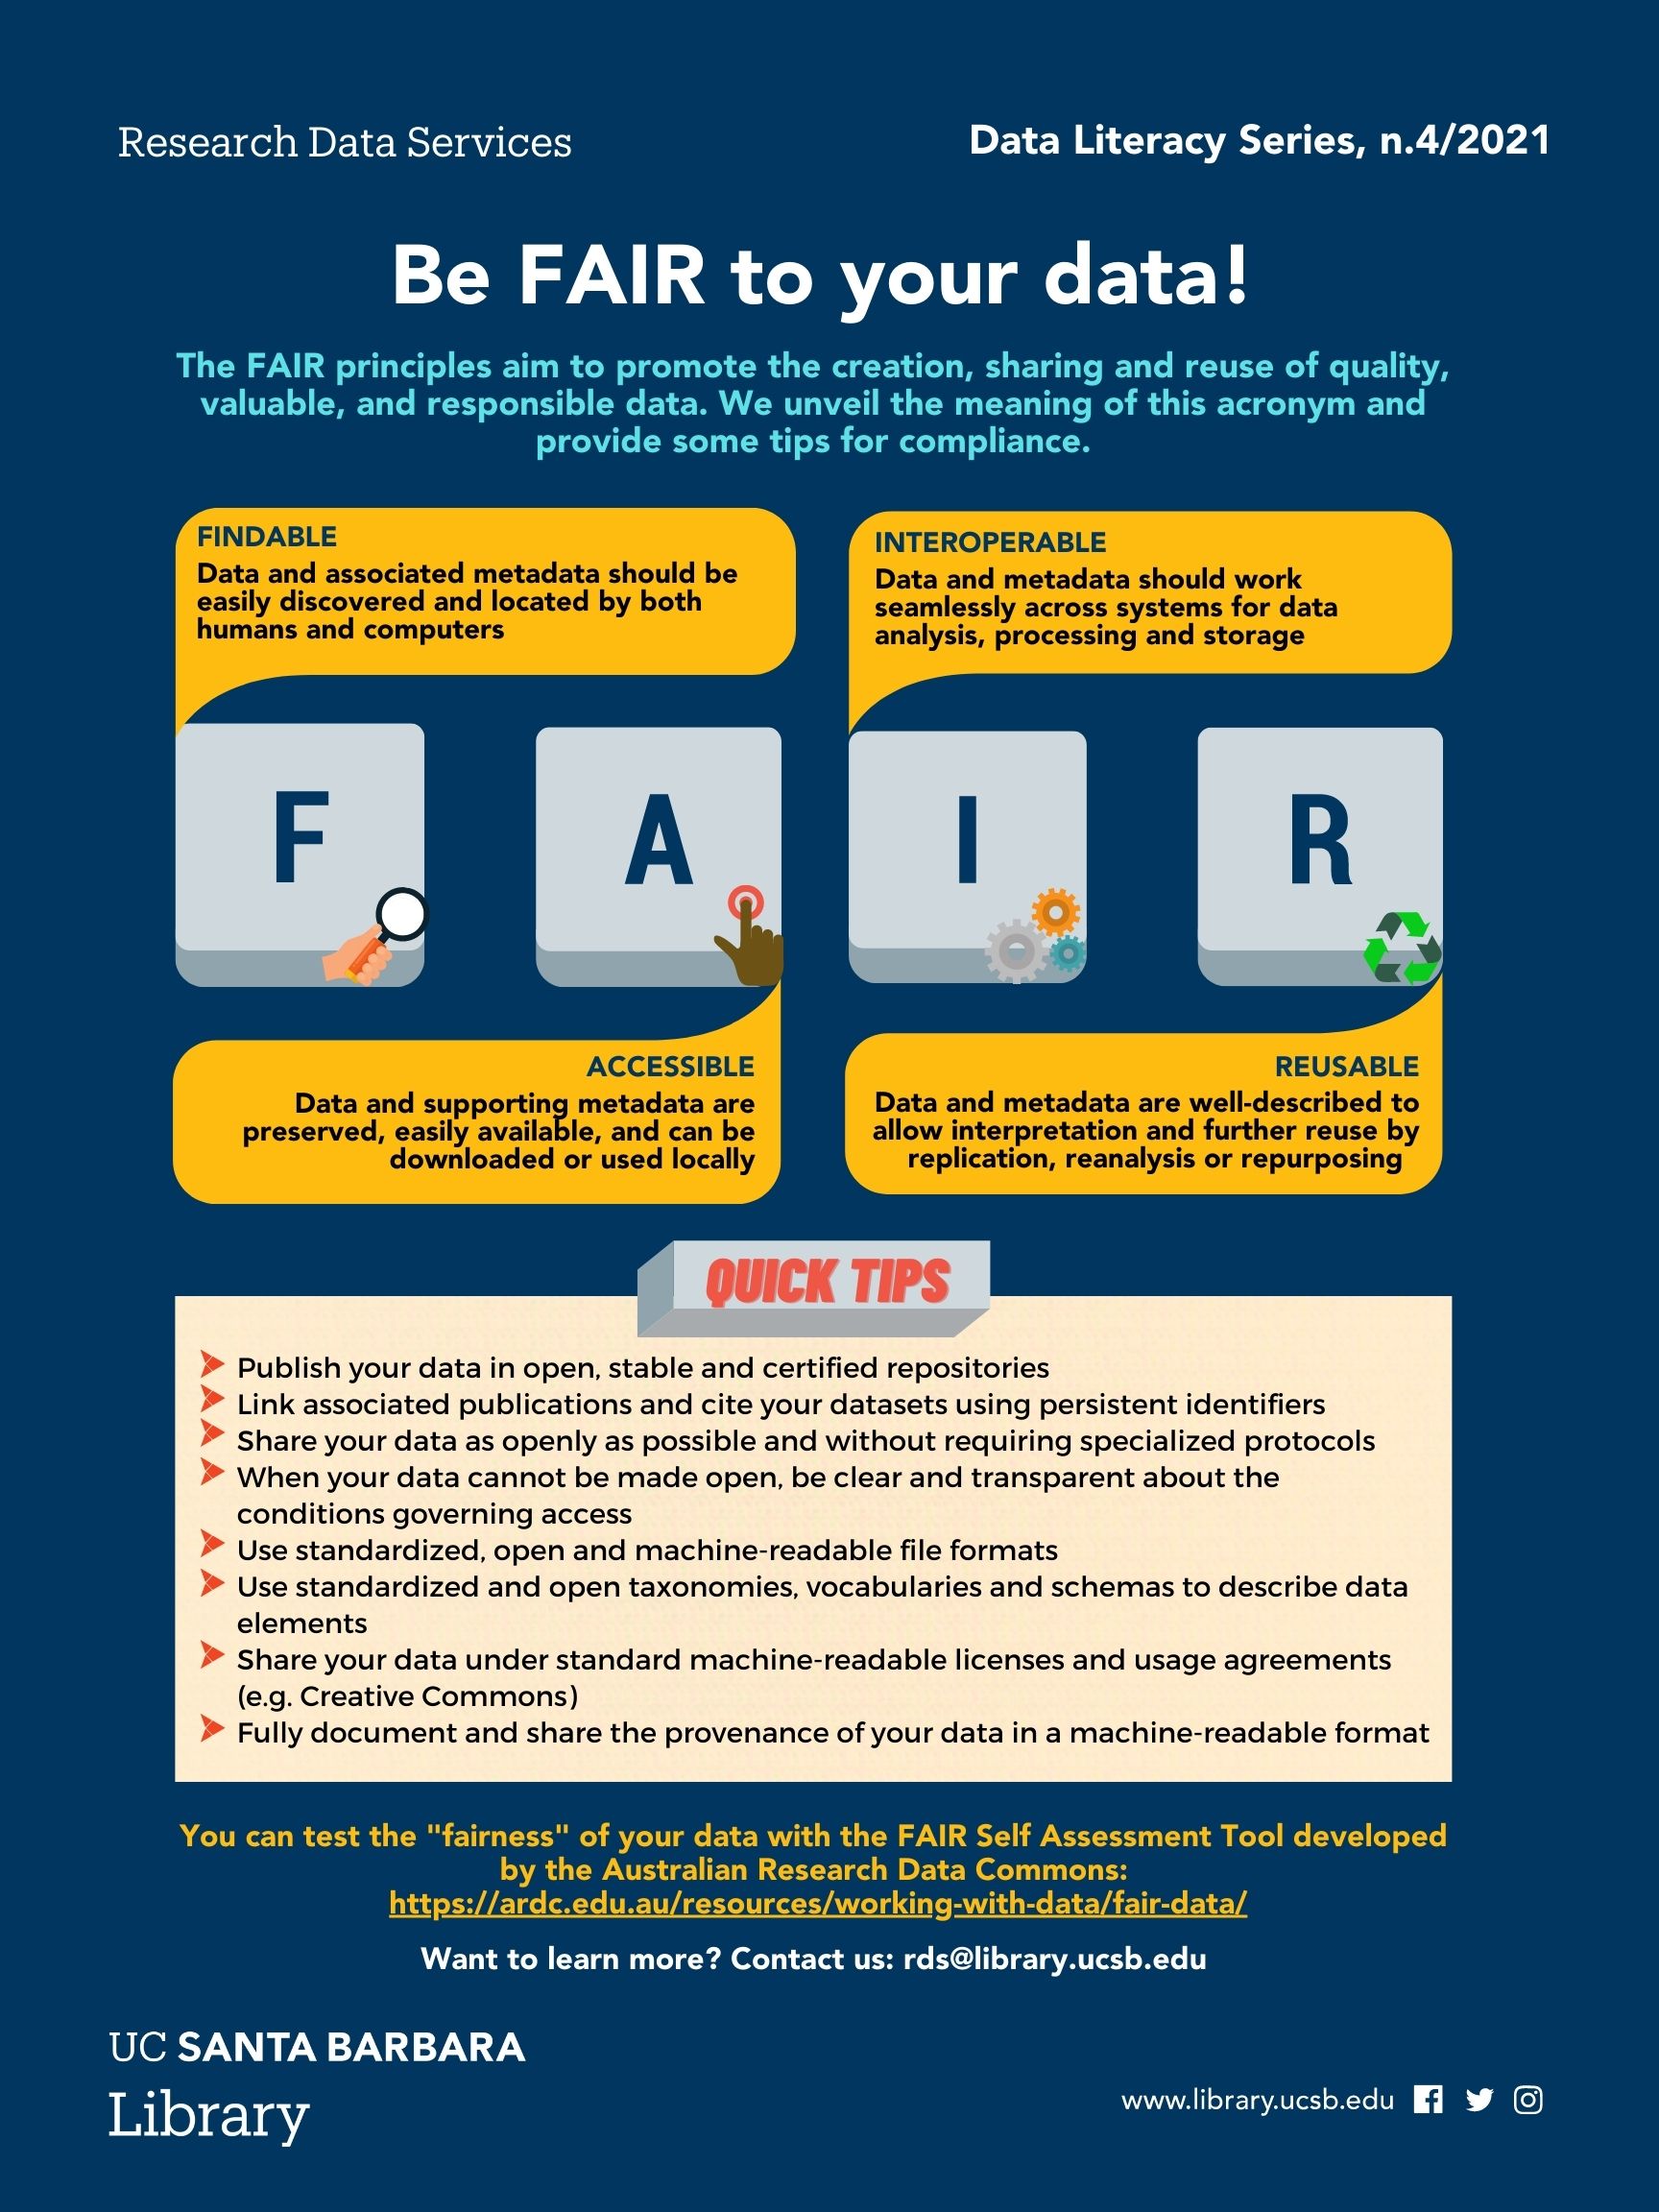 Research Data Services
Data Literacy Series, n.4/2021
Be FAIR to your data!
The FAIR principles aim to promote the creation, sharing and reuse of quality,
valuable, and responsible data. We unveil the meaning of this acronym and
provide some tips for compliance.
FINDABLE
Data and associated metadata should be
easily discovered and located by both
humans and computers
INTEROPERABLE
Data and metadata should work
seamlessly across systems for data
analysis, processing and storage
F
A
I
R
ACCESSIBLE
Data and supporting metadata are
preserved, easily available, and can be
downloaded or used locally
REUSABLE
Data and metadata are well-described to
allow interpretation and further reuse by
replication, reanalysis or repurposing
QUICK TIPS
Publish your data in open, stable and certified repositories
Link associated publications and cite your datasets using persistent identifiers
Share your data as openly as possible and without requiring specialized protocols
When your data cannot be made open, be clear and transparent about the
conditions governing access
Use standardized, open and machine-readable file formats
Use standardized and open taxonomies, vocabularies and schemas to describe data
elements
Share your data under standard machine-readable licenses and usage agreements
(e.g. Creative Commons)
Fully document and share the provenance of your data in a machine-readable format
You can test the "fairness" of your data with the FAIR Self Assessment Tool developed
by the Australian Research Data Commons:
https://ardc.edu.au/resources/working-with-data/fair-data/
Want to learn more? Contact us: rds@library.ucsb.edu
UC SANTA BARBARA
Library
www.library.ucsb.edu